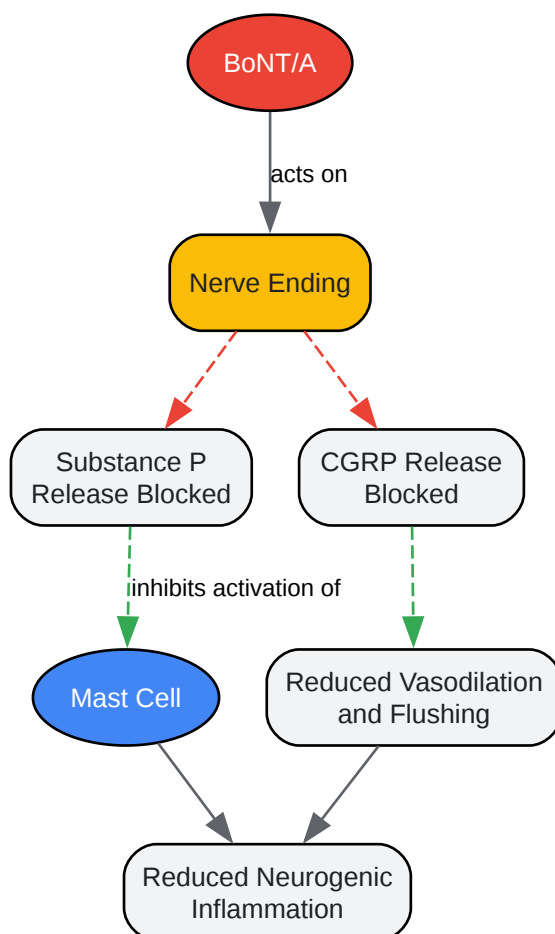 BoNT/A
acts on
Nerve Ending
Substance P
Release Blocked
CGRP Release
Blocked
inhibits activation of
Mast Cell
Reduced Vasodilation
and Flushing
Reduced Neurogenic
Inflammation